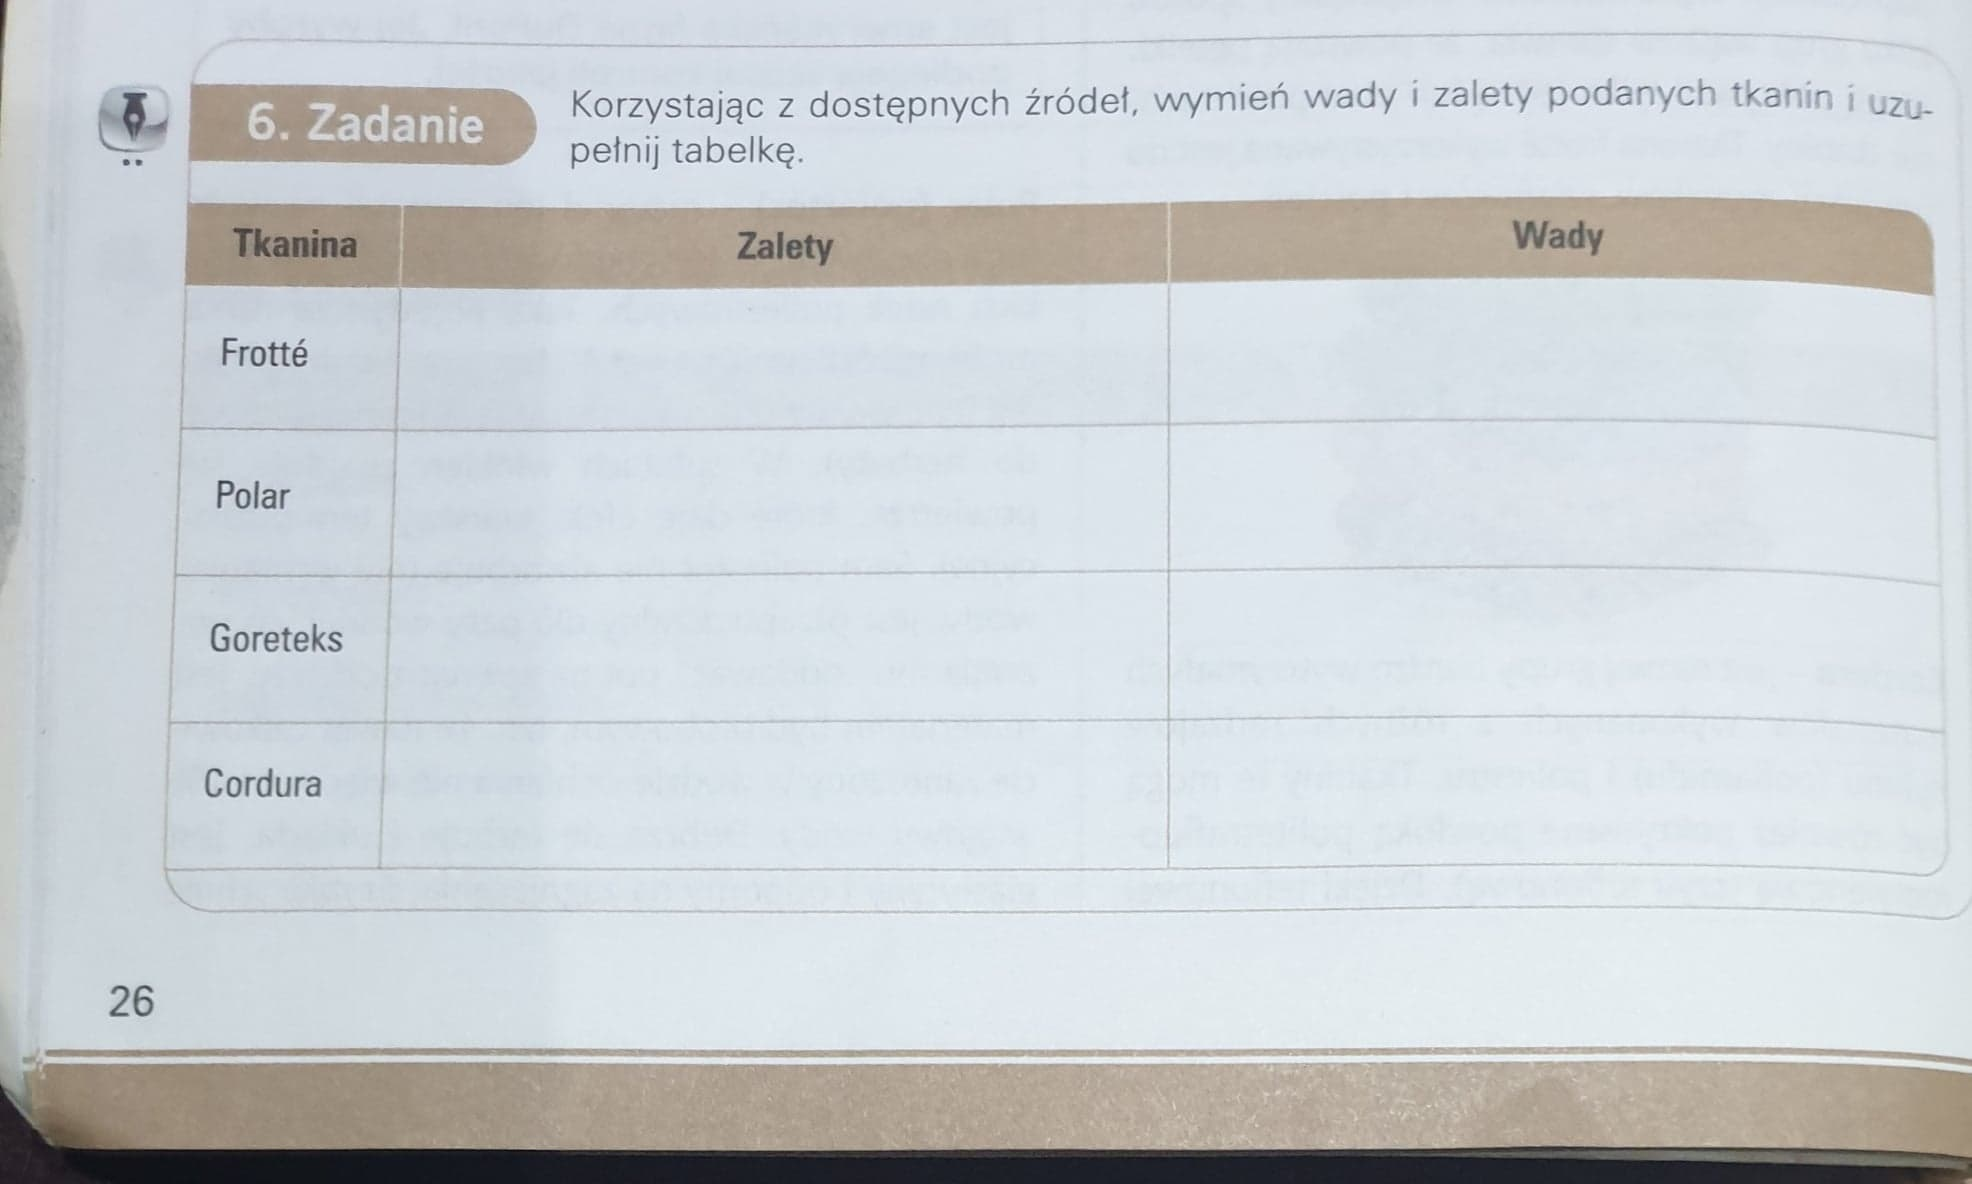 6. Zadanie
Korzystając z dostępnych źródeł, wymień wady i zalety podanych tkanin i uzu-
pełnij tabelkę.
Tkanina Zalety Wady
Frotté
Polar
Goreteks
Cordura
26